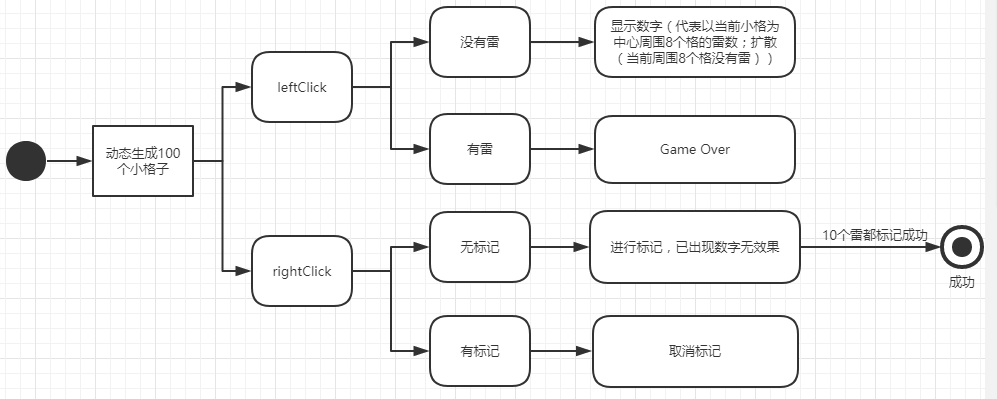 动态生成100
个小格子
leftClick
没有雷
显示数字（代表以当前小格为
中心周围8个格的雷数；扩散
（当前周围8个格没有雷））
有雷
Game Over
rightClick
无标记
进行标记，已出现数字无效果
10个雷都标记成功
成功
有标记
取消标记